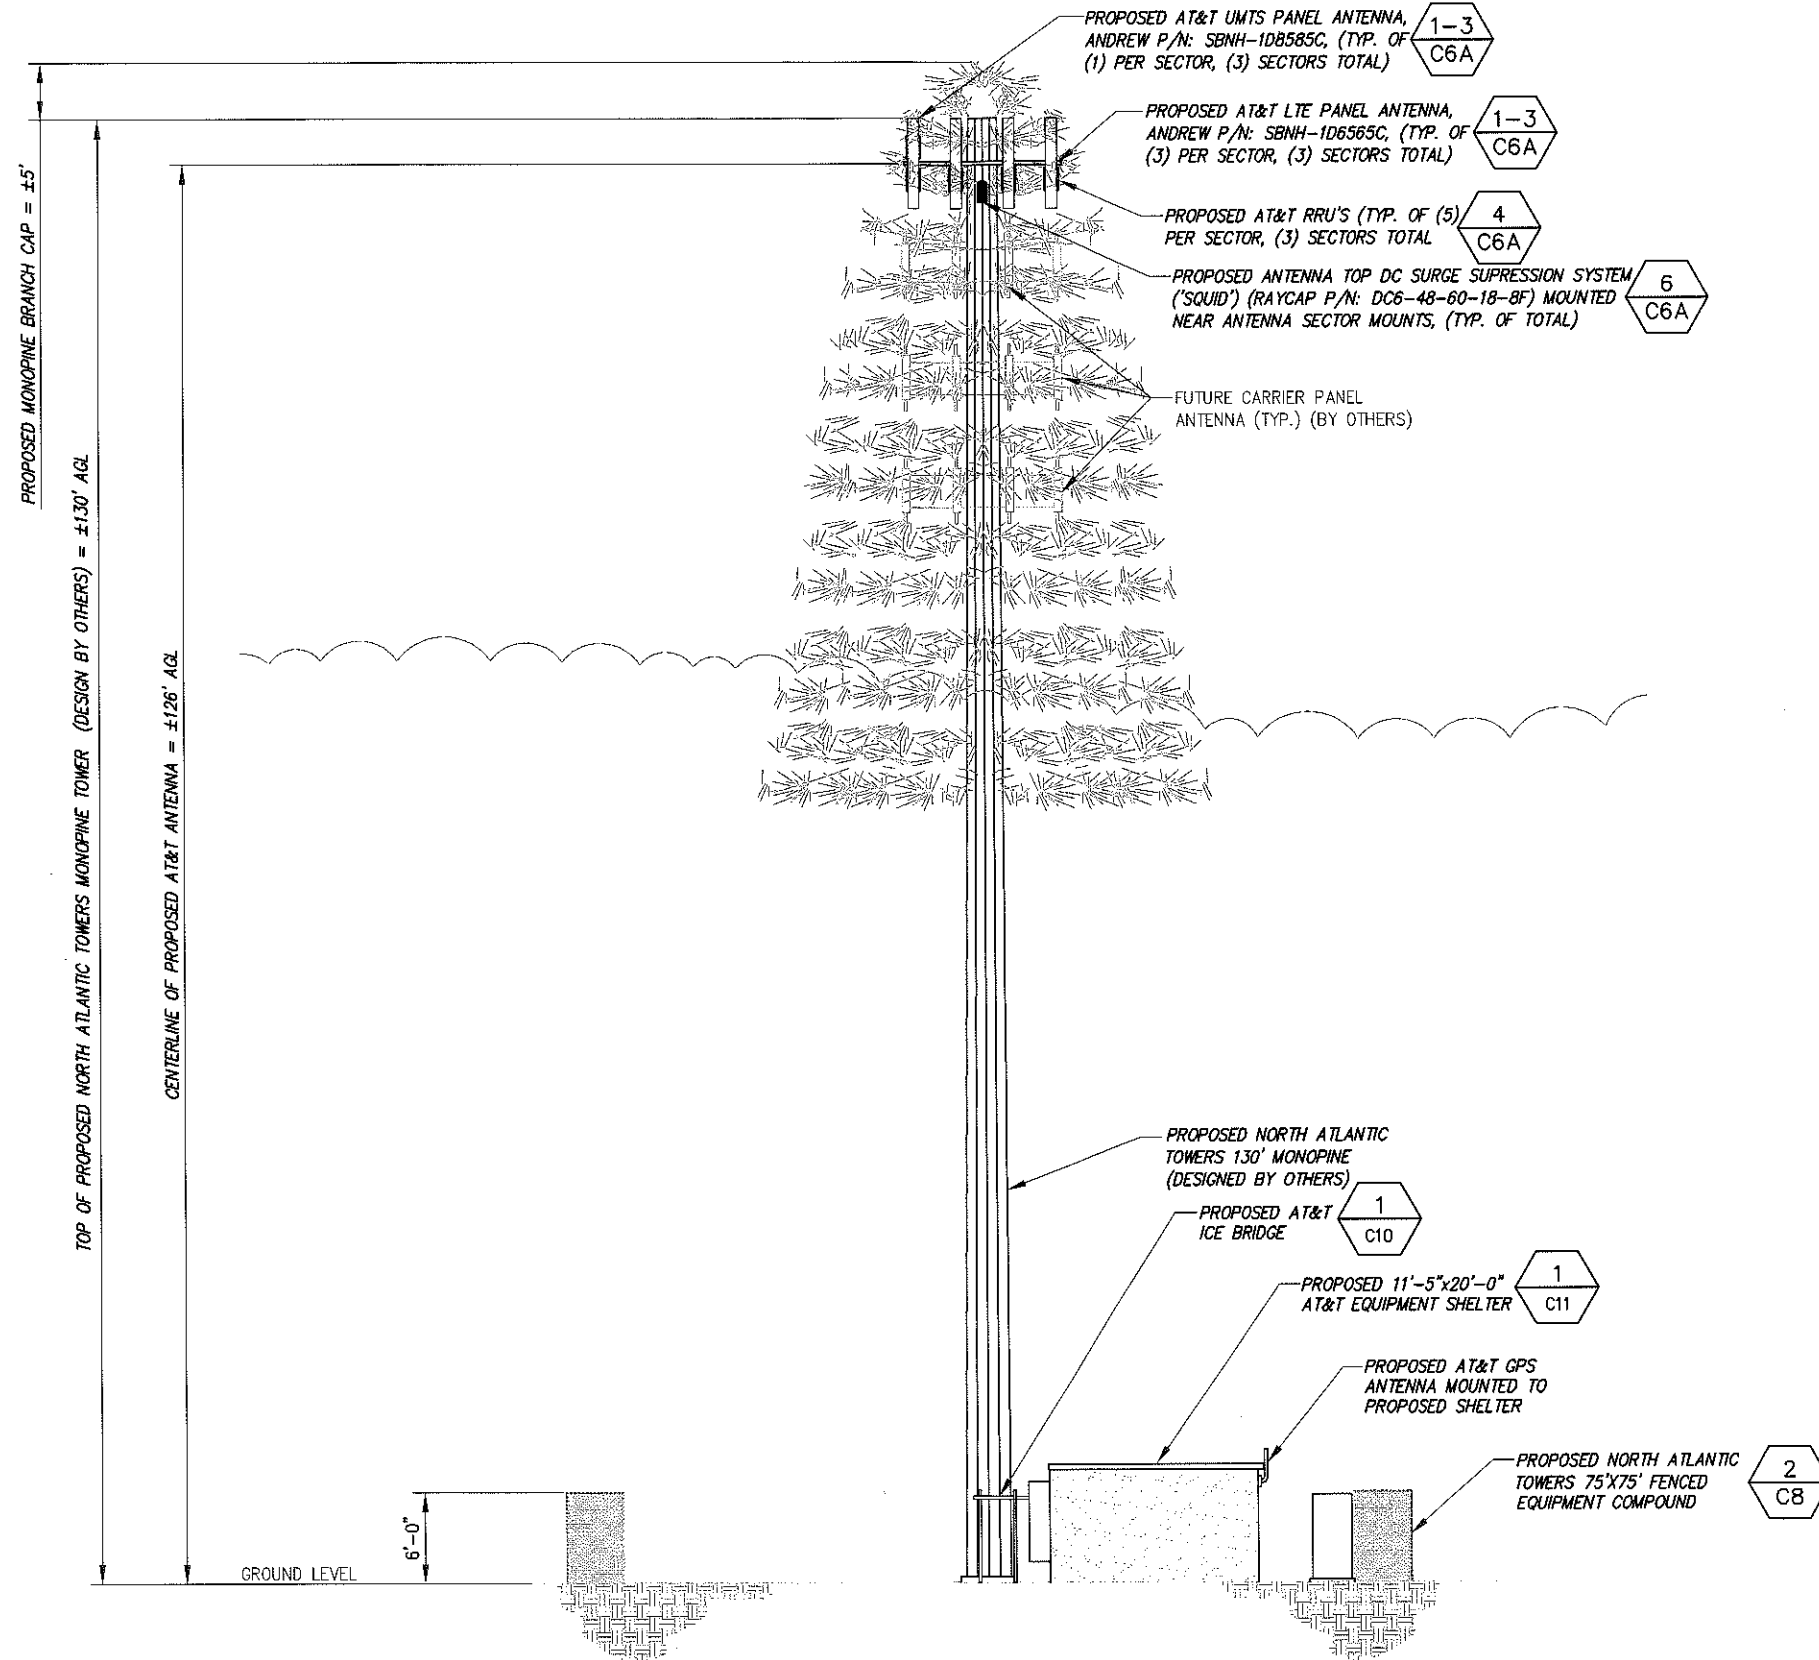 PROPOSED AT&T UMTS PANEL ANTENNA,
ANDREW P/N: SBNH-1D8585C, (TYP. OF
(1) PER SECTOR, (3) SECTORS TOTAL)
1-3
C6A
PROPOSED AT&T LTE PANEL ANTENNA,
ANDREW P/N: SBNH-1D6565C, (TYP. OF
(3) PER SECTOR, (3) SECTORS TOTAL)
1-3
C6A
PROPOSED AT&T RRU'S (TYP. OF (5)
PER SECTOR, (3) SECTORS TOTAL
4
C6A
PROPOSED ANTENNA TOP DC SURGE SUPRESSION SYSTEM
('SQUID') (RAYCAP P/N: DC6-48-60-18-8F) MOUNTED
NEAR ANTENNA SECTOR MOUNTS, (TYP. OF TOTAL)
6
C6A
FUTURE CARRIER PANEL
ANTENNA (TYP.) (BY OTHERS)
PROPOSED MONOPINE BRANCH CAP = ±5'
TOP OF PROPOSED NORTH ATLANTIC TOWERS MONOPINE TOWER (DESIGN BY OTHERS) = ±130' AGL
CENTERLINE OF PROPOSED AT&T ANTENNA = ±126' AGL
PROPOSED NORTH ATLANTIC
TOWERS 130' MONOPINE
(DESIGNED BY OTHERS)
PROPOSED AT&T
ICE BRIDGE
1
C10
PROPOSED 11'-5"x20'-0"
AT&T EQUIPMENT SHELTER
1
C11
PROPOSED AT&T GPS
ANTENNA MOUNTED TO
PROPOSED SHELTER
PROPOSED NORTH ATLANTIC
TOWERS 75'X75' FENCED
EQUIPMENT COMPOUND
2
C8
6'-0"
GROUND LEVEL